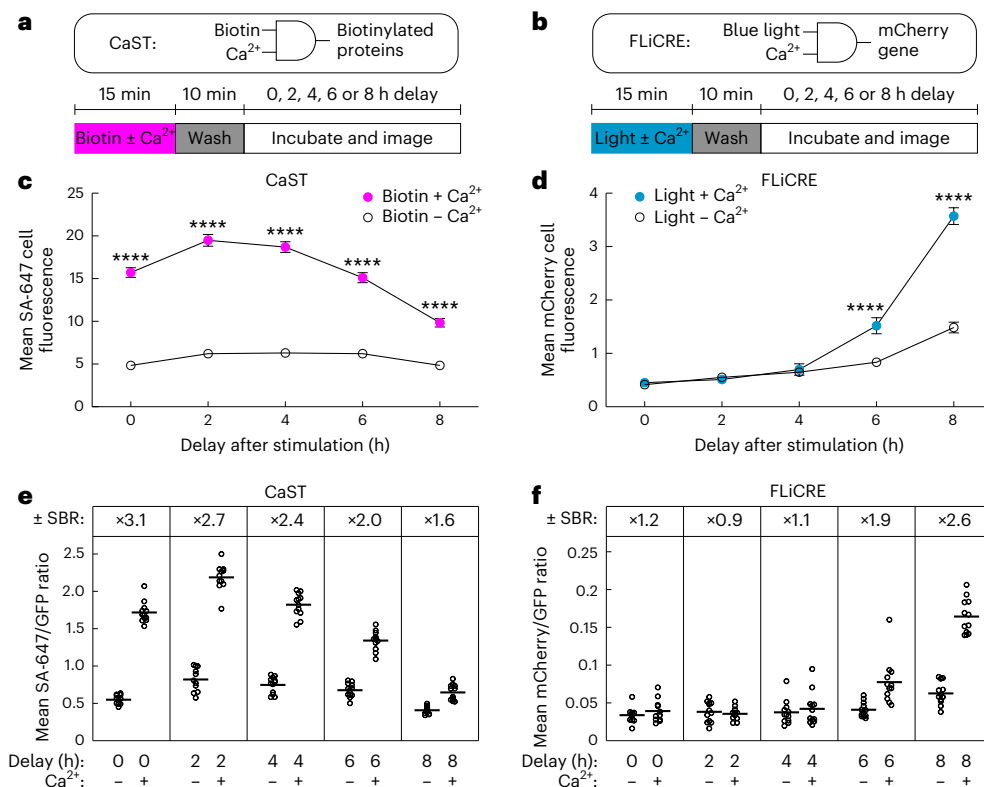 a
Biotin
CaST:
Ca²⁺
Biotinylated
proteins
15 min
10 min
0, 2, 4, 6 or 8 h delay
Biotin ± Ca²⁺
Wash
Incubate and image
b
Blue light
FLiCRE:
Ca²⁺
mCherry
gene
15 min
10 min
0, 2, 4, 6 or 8 h delay
Light ± Ca²⁺
Wash
Incubate and image
c
CaST
Mean SA-647 cell
fluorescence
25
20
15
10
5
0
Biotin + Ca²⁺
Biotin – Ca²⁺
****
****
****
****
****
0 2 4 6 8
Delay after stimulation (h)
d
FLiCRE
Mean mCherry cell
fluorescence
4
3
2
1
0
Light + Ca²⁺
Light – Ca²⁺
****
****
0 2 4 6 8
Delay after stimulation (h)
e
CaST
± SBR: ×3.1 ×2.7 ×2.4 ×2.0 ×1.6
Mean SA-647/GFP ratio
2.5
2.0
1.5
1.0
0.5
0
Delay (h): 0 0 2 2 4 4 6 6 8 8
Ca²⁺: – + – + – + – + – +
f
FLiCRE
± SBR: ×1.2 ×0.9 ×1.1 ×1.9 ×2.6
Mean mCherry/GFP ratio
0.25
0.20
0.15
0.10
0.05
0
Delay (h): 0 0 2 2 4 4 6 6 8 8
Ca²⁺: – + – + – + – + – +